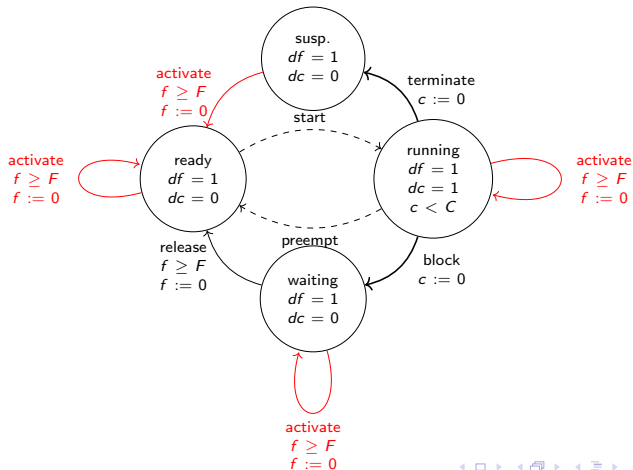 susp.
df = 1
dc = 0
activate
f ≥ F
f := 0
terminate
c := 0
start
activate
f ≥ F
f := 0
ready
df = 1
dc = 0
running
df = 1
dc = 1
c < C
activate
f ≥ F
f := 0
preempt
release
f ≥ F
f := 0
block
c := 0
waiting
df = 1
dc = 0
activate
f ≥ F
f := 0